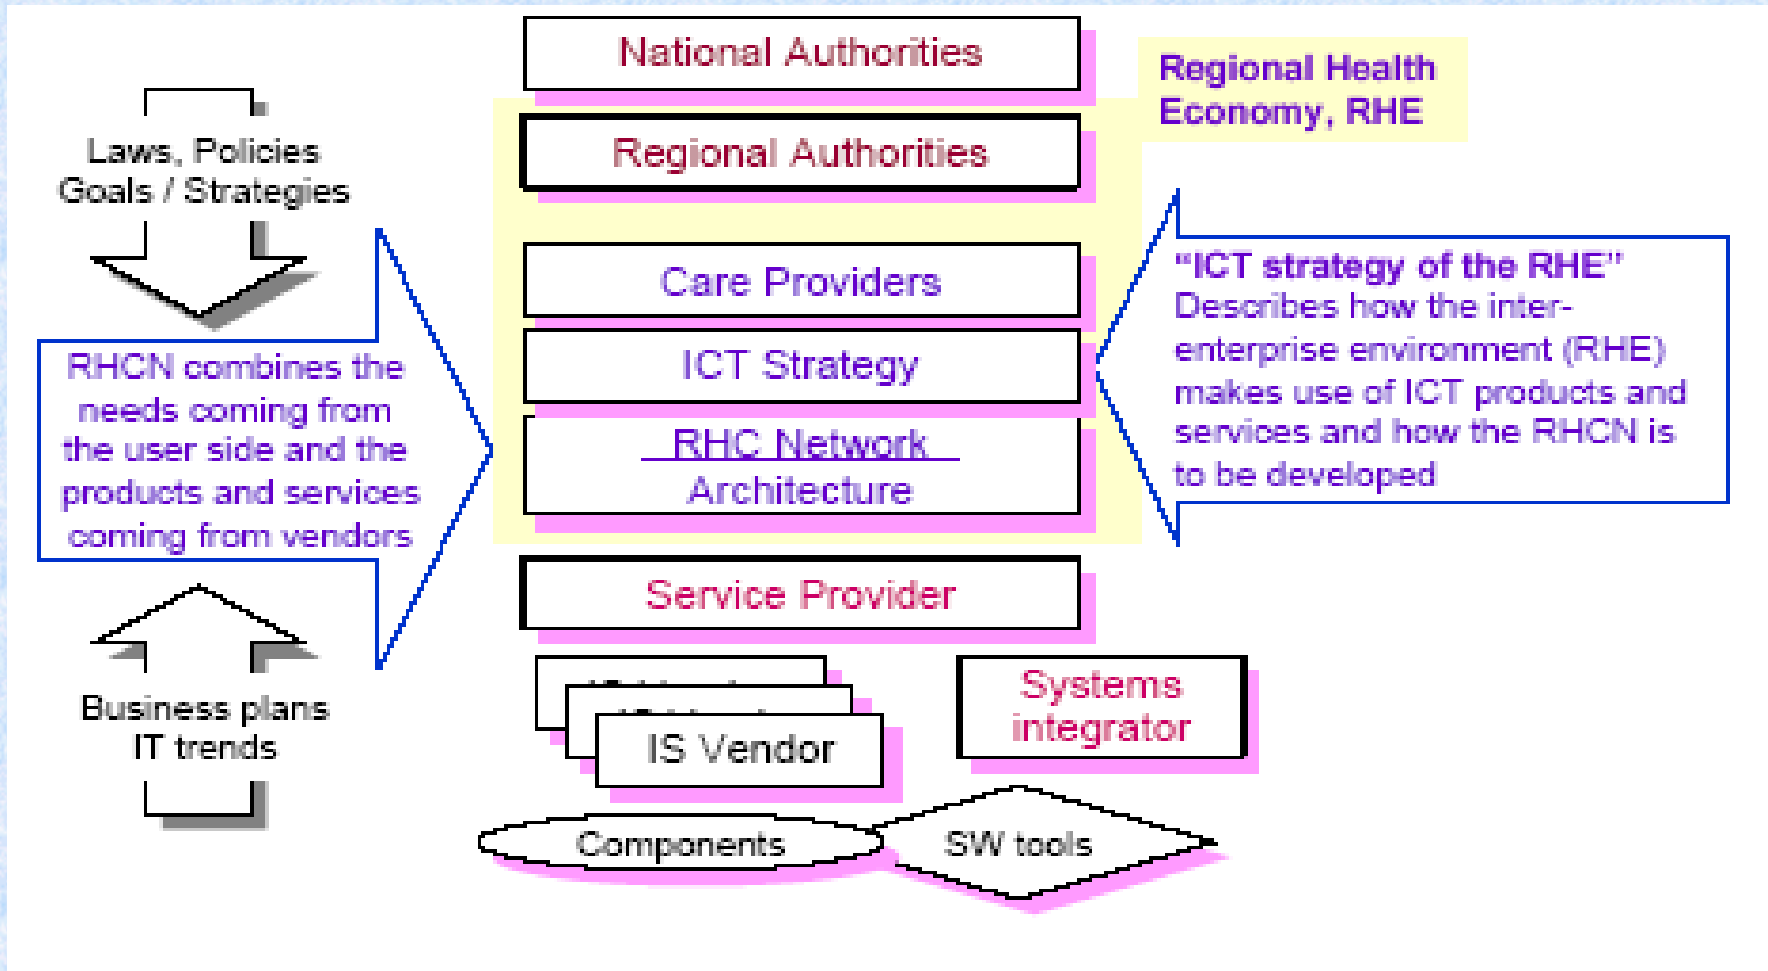 National Authorities
Regional Health
Economy, RHE
Regional Authorities
Laws, Policies
Goals / Strategies
Care Providers
ICT Strategy
RHC Network
Architecture
"ICT strategy of the RHE"
Describes how the inter-
enterprise environment (RHE)
makes use of ICT products and
services and how the RHCN is
to be developed
RHCN combines the
needs coming from
the user side and the
products and services
coming from vendors
Service Provider
Business plans
IT trends
IS Vendor
Systems
integrator
Components
SW tools